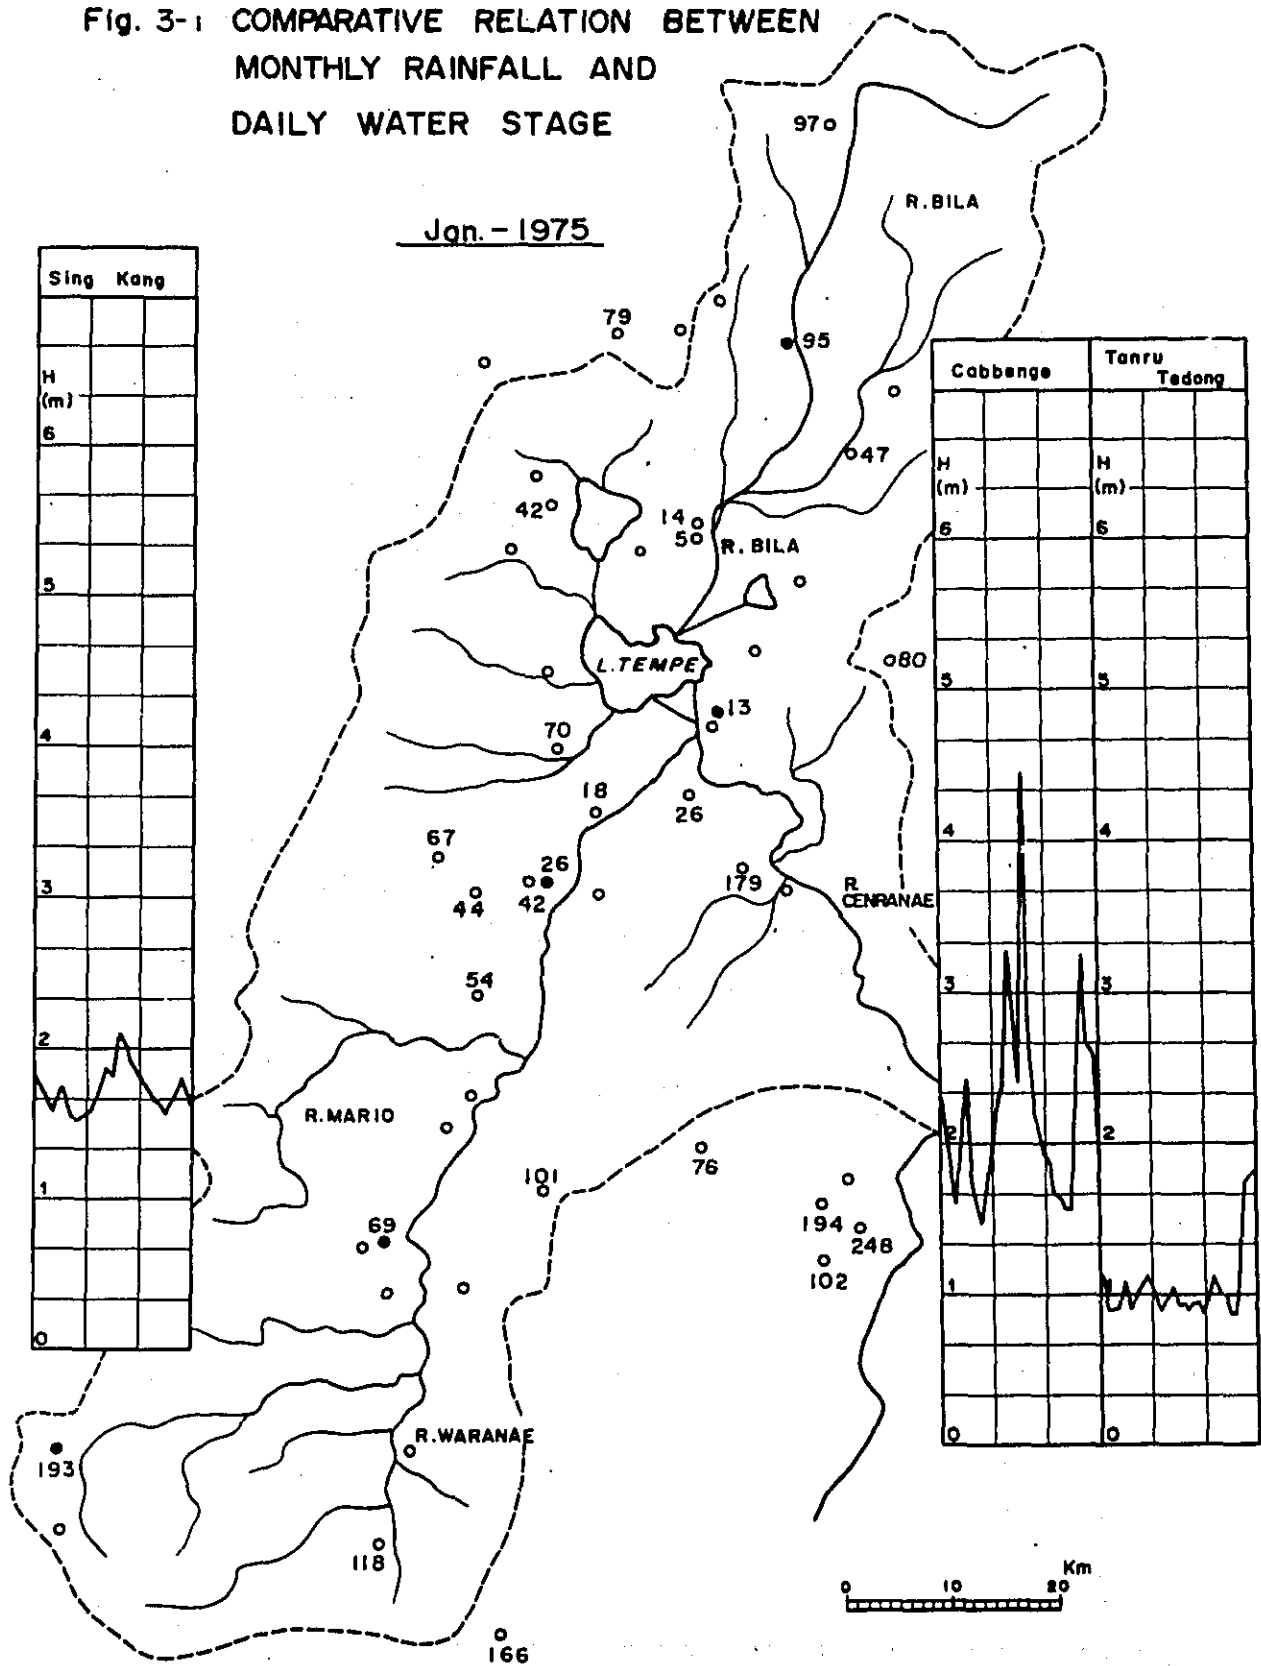 Fig. 3-1 COMPARATIVE RELATION BETWEEN
MONTHLY RAINFALL AND
DAILY WATER STAGE
Jan. - 1975
Sing Kang
H
(m)
6
5
4
3
2
1
0
97
R. BILA
79
95
47
42
14
5
R. BILA
L. TEMPE
80
13
70
18
26
67
26
44
42
179
R.
CENRANAE
54
R. MARIO
101
76
69
194
248
102
R. WARANAE
193
118
166
Cabbenge
H
(m)
6
5
4
3
2
1
0
Tanru
Tedong
H
(m)
6
5
4
3
2
1
0
Km
0 10 20